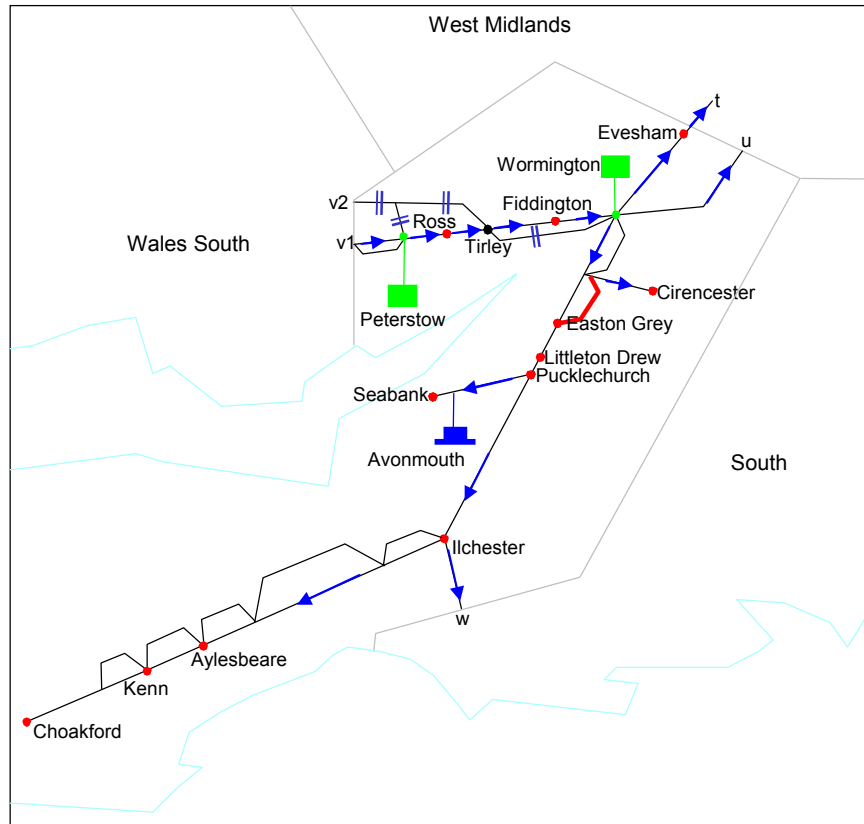 West Midlands
t
Evesham
u
Wormington
Fiddington
v2
Ross
Tirley
v1
Wales South
Cirencester
Peterstow
Easton Grey
Littleton Drew
Pucklechurch
Seabank
Avonmouth
South
Ilchester
w
Aylesbeare
Kenn
Choakford